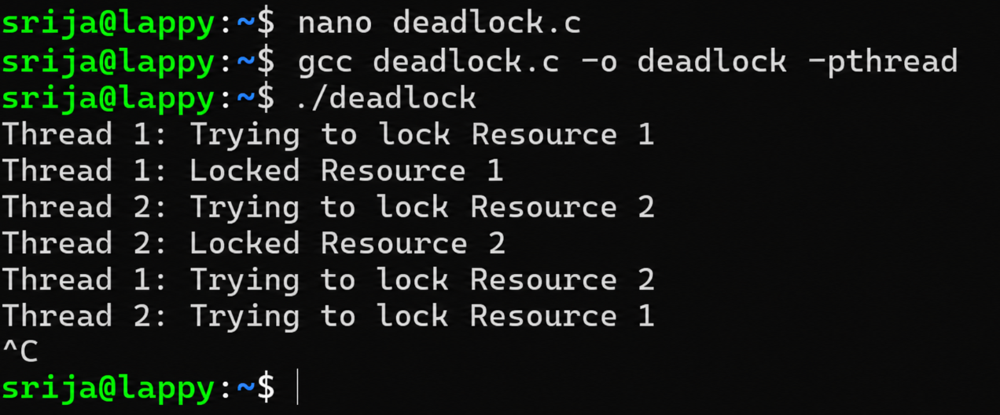 srija@lappy:~$ nano deadlock.c
srija@lappy:~$ gcc deadlock.c -o deadlock -pthread
srija@lappy:~$ ./deadlock
Thread 1: Trying to lock Resource 1
Thread 1: Locked Resource 1
Thread 2: Trying to lock Resource 2
Thread 2: Locked Resource 2
Thread 1: Trying to lock Resource 2
Thread 2: Trying to lock Resource 1
^C
srija@lappy:~$